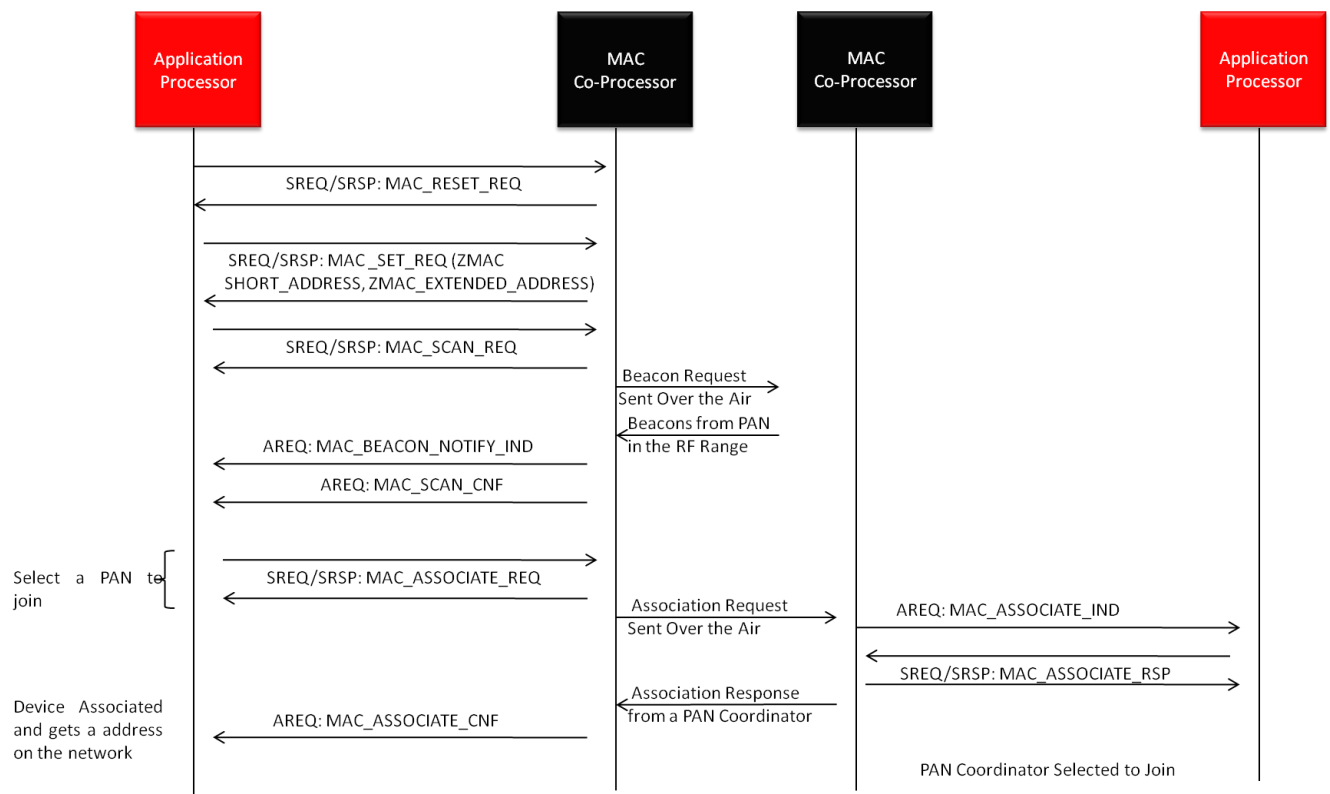 Application
Processor
MAC
Co-Processor
MAC
Co-Processor
Application
Processor
SREQ/SRSP: MAC_RESET_REQ
SREQ/SRSP: MAC _SET_REQ (ZMAC
SHORT_ADDRESS, ZMAC_EXTENDED_ADDRESS)
SREQ/SRSP: MAC_SCAN_REQ
Beacon Request
Sent Over the Air
Beacons from PAN
in the RF Range
AREQ: MAC_BEACON_NOTIFY_IND
AREQ: MAC_SCAN_CNF
Select a PAN to
join
SREQ/SRSP: MAC_ASSOCIATE_REQ
Association Request
Sent Over the Air
AREQ: MAC_ASSOCIATE_IND
SREQ/SRSP: MAC_ASSOCIATE_RSP
Association Response
from a PAN Coordinator
Device Associated
and gets a address
on the network
AREQ: MAC_ASSOCIATE_CNF
PAN Coordinator Selected to Join